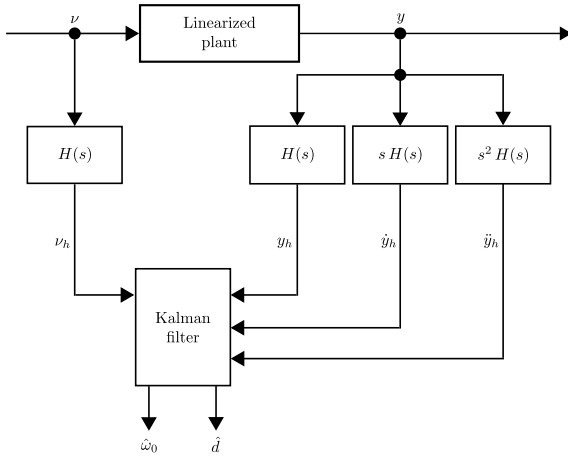 ν
Linearized
plant
y
H(s)
H(s)
s H(s)
s² H(s)
ν_h
y_h
ẏ_h
ÿ_h
Kalman
filter
ω̂₀
d̂